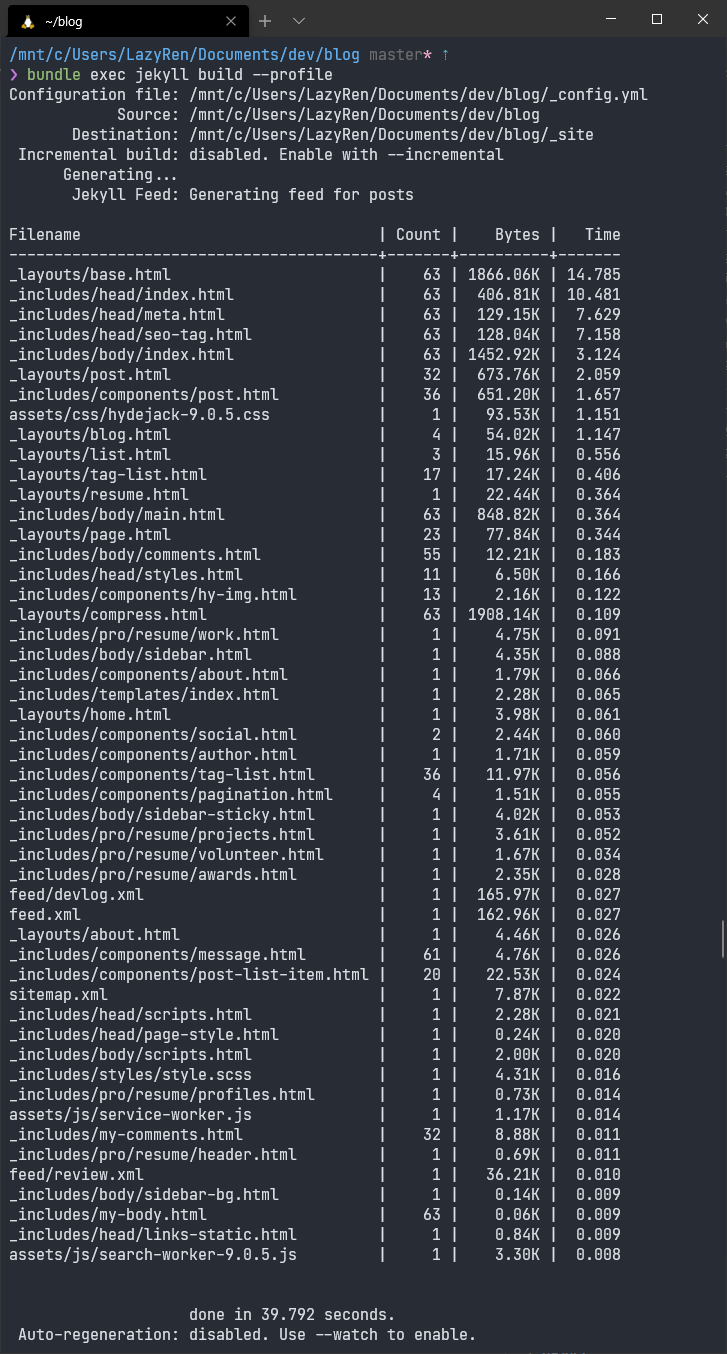 ~/blog
/mnt/c/Users/LazyRen/Documents/dev/blog master* ↑
❯ bundle exec jekyll build --profile
Configuration file: /mnt/c/Users/LazyRen/Documents/dev/blog/_config.yml
Source: /mnt/c/Users/LazyRen/Documents/dev/blog
Destination: /mnt/c/Users/LazyRen/Documents/dev/blog/_site
Incremental build: disabled. Enable with --incremental
Generating...
Jekyll Feed: Generating feed for posts
Filename | Count | Bytes | Time
-----------------------------------------+-------+----------+-------
_layouts/base.html | 63 | 1866.06K | 14.785
_includes/head/index.html | 63 | 406.81K | 10.481
_includes/head/meta.html | 63 | 129.15K | 7.629
_includes/head/seo-tag.html | 63 | 128.04K | 7.158
_includes/body/index.html | 63 | 1452.92K | 3.124
_layouts/post.html | 32 | 673.76K | 2.059
_includes/components/post.html | 36 | 651.20K | 1.657
assets/css/hydejack-9.0.5.css | 1 | 93.53K | 1.151
_layouts/blog.html | 4 | 54.02K | 1.147
_layouts/list.html | 3 | 15.96K | 0.556
_layouts/tag-list.html | 17 | 17.24K | 0.406
_layouts/resume.html | 1 | 22.44K | 0.364
_includes/body/main.html | 63 | 848.82K | 0.364
_layouts/page.html | 23 | 77.84K | 0.344
_includes/body/comments.html | 55 | 12.21K | 0.183
_includes/head/styles.html | 11 | 6.50K | 0.166
_includes/components/hy-img.html | 13 | 2.16K | 0.122
_layouts/compress.html | 63 | 1908.14K | 0.109
_includes/pro/resume/work.html | 1 | 4.75K | 0.091
_includes/body/sidebar.html | 1 | 4.35K | 0.088
_includes/components/about.html | 1 | 1.79K | 0.066
_includes/templates/index.html | 1 | 2.28K | 0.065
_layouts/home.html | 1 | 3.98K | 0.061
_includes/components/social.html | 2 | 2.44K | 0.060
_includes/components/author.html | 1 | 1.71K | 0.059
_includes/components/tag-list.html | 36 | 11.97K | 0.056
_includes/components/pagination.html | 4 | 1.51K | 0.055
_includes/body/sidebar-sticky.html | 1 | 4.02K | 0.053
_includes/pro/resume/projects.html | 1 | 3.61K | 0.052
_includes/pro/resume/volunteer.html | 1 | 1.67K | 0.034
_includes/pro/resume/awards.html | 1 | 2.35K | 0.028
feed/devlog.xml | 1 | 165.97K | 0.027
feed.xml | 1 | 162.96K | 0.027
_layouts/about.html | 1 | 4.46K | 0.026
_includes/components/message.html | 61 | 4.76K | 0.026
_includes/components/post-list-item.html | 20 | 22.53K | 0.024
sitemap.xml | 1 | 7.87K | 0.022
_includes/head/scripts.html | 1 | 2.28K | 0.021
_includes/head/page-style.html | 1 | 0.24K | 0.020
_includes/body/scripts.html | 1 | 2.00K | 0.020
_includes/styles/style.scss | 1 | 4.31K | 0.016
_includes/pro/resume/profiles.html | 1 | 0.73K | 0.014
assets/js/service-worker.js | 1 | 1.17K | 0.014
_includes/my-comments.html | 32 | 8.88K | 0.011
_includes/pro/resume/header.html | 1 | 0.69K | 0.011
feed/review.xml | 1 | 36.21K | 0.010
_includes/body/sidebar-bg.html | 1 | 0.14K | 0.009
_includes/my-body.html | 63 | 0.06K | 0.009
_includes/head/links-static.html | 1 | 0.84K | 0.009
assets/js/search-worker-9.0.5.js | 1 | 3.30K | 0.008
done in 39.792 seconds.
Auto-regeneration: disabled. Use --watch to enable.